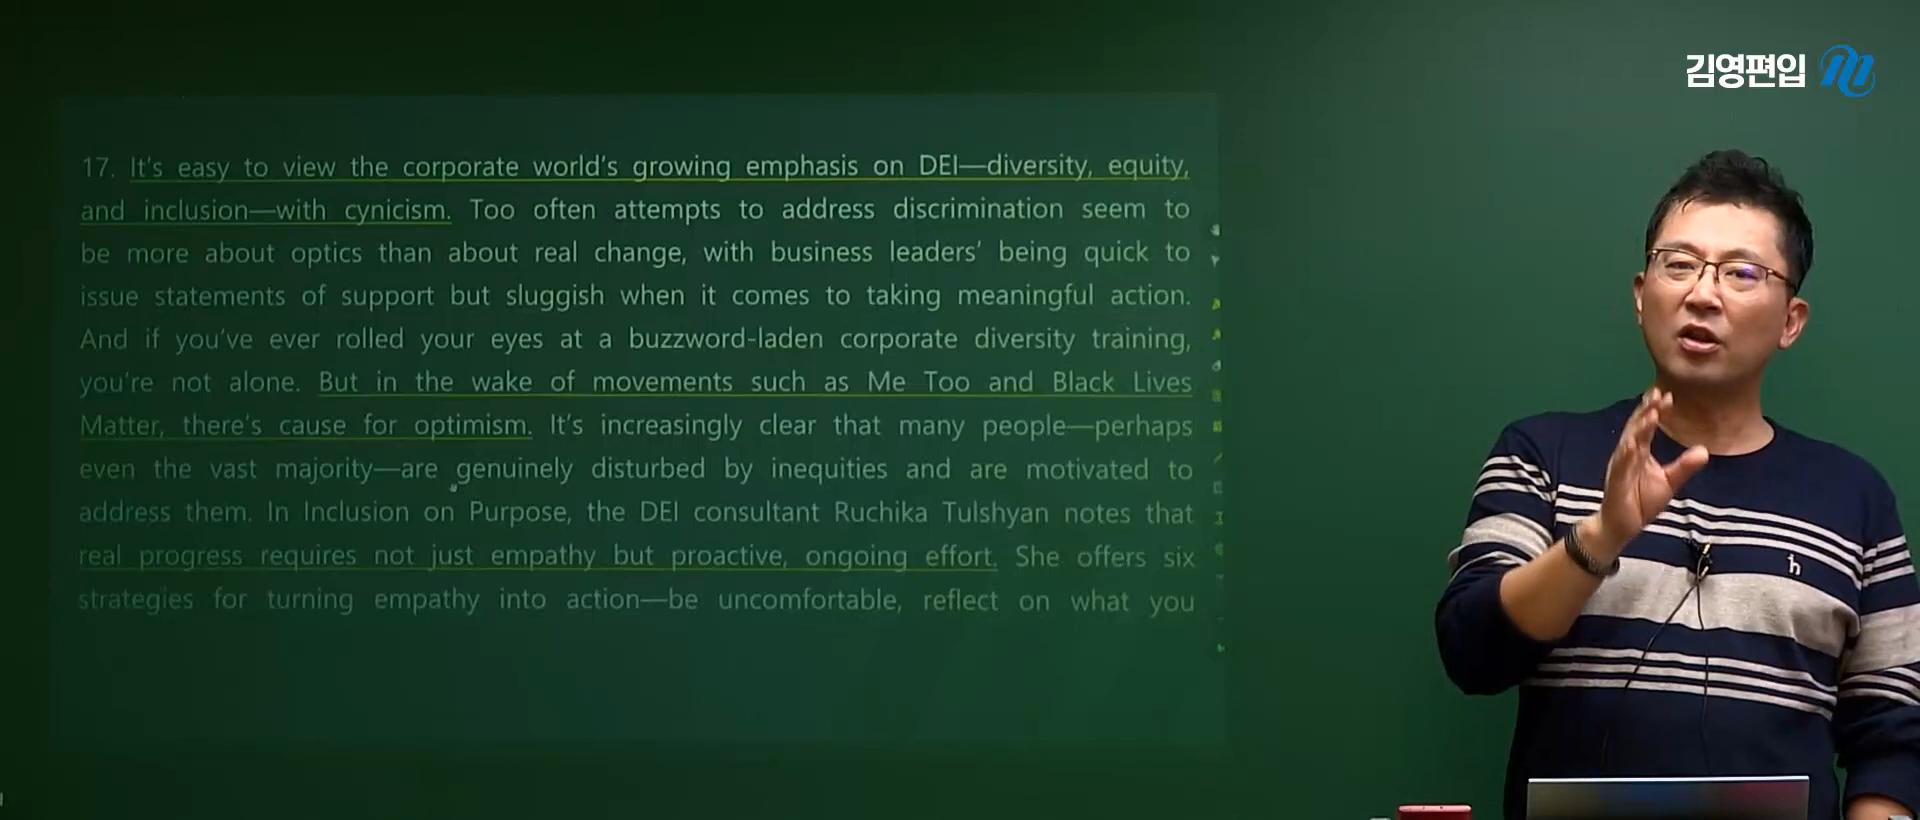 김영편입
17. It's easy to view the corporate world's growing emphasis on DEI—diversity, equity,
and inclusion—with cynicism. Too often attempts to address discrimination seem to
be more about optics than about real change, with business leaders' being quick to
issue statements of support but sluggish when it comes to taking meaningful action.
And if you've ever rolled your eyes at a buzzword-laden corporate diversity training,
you're not alone. But in the wake of movements such as Me Too and Black Lives
Matter, there's cause for optimism. It's increasingly clear that many people—perhaps
even the vast majority—are genuinely disturbed by inequities and are motivated to
address them. In Inclusion on Purpose, the DEI consultant Ruchika Tulshyan notes that
real progress requires not just empathy but proactive, ongoing effort. She offers six
strategies for turning empathy into action—be uncomfortable, reflect on what you